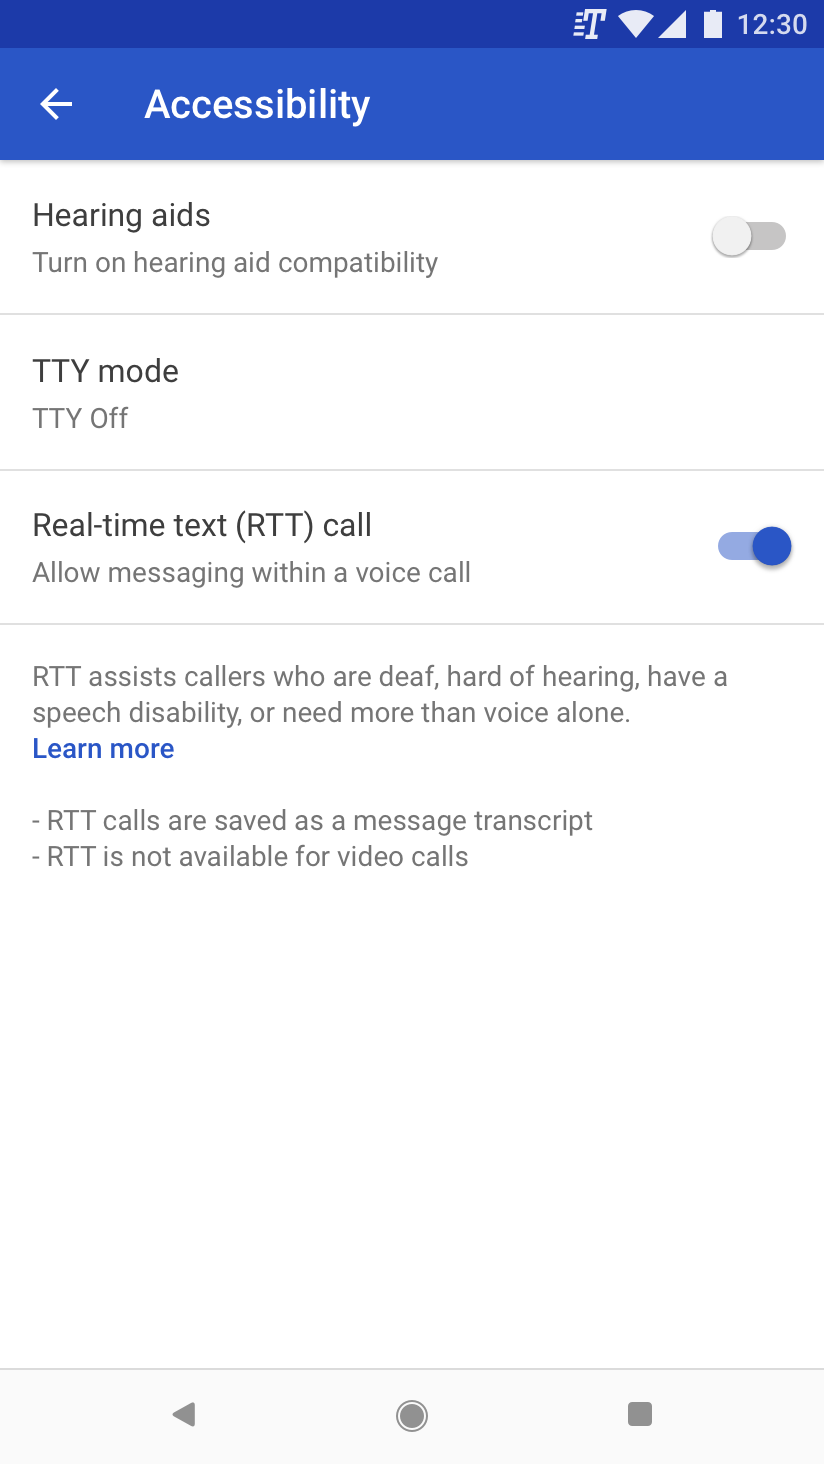 12:30
Accessibility
Hearing aids
Turn on hearing aid compatibility
TTY mode
TTY Off
Real-time text (RTT) call
Allow messaging within a voice call
RTT assists callers who are deaf, hard of hearing, have a
speech disability, or need more than voice alone.
Learn more
- RTT calls are saved as a message transcript
- RTT is not available for video calls